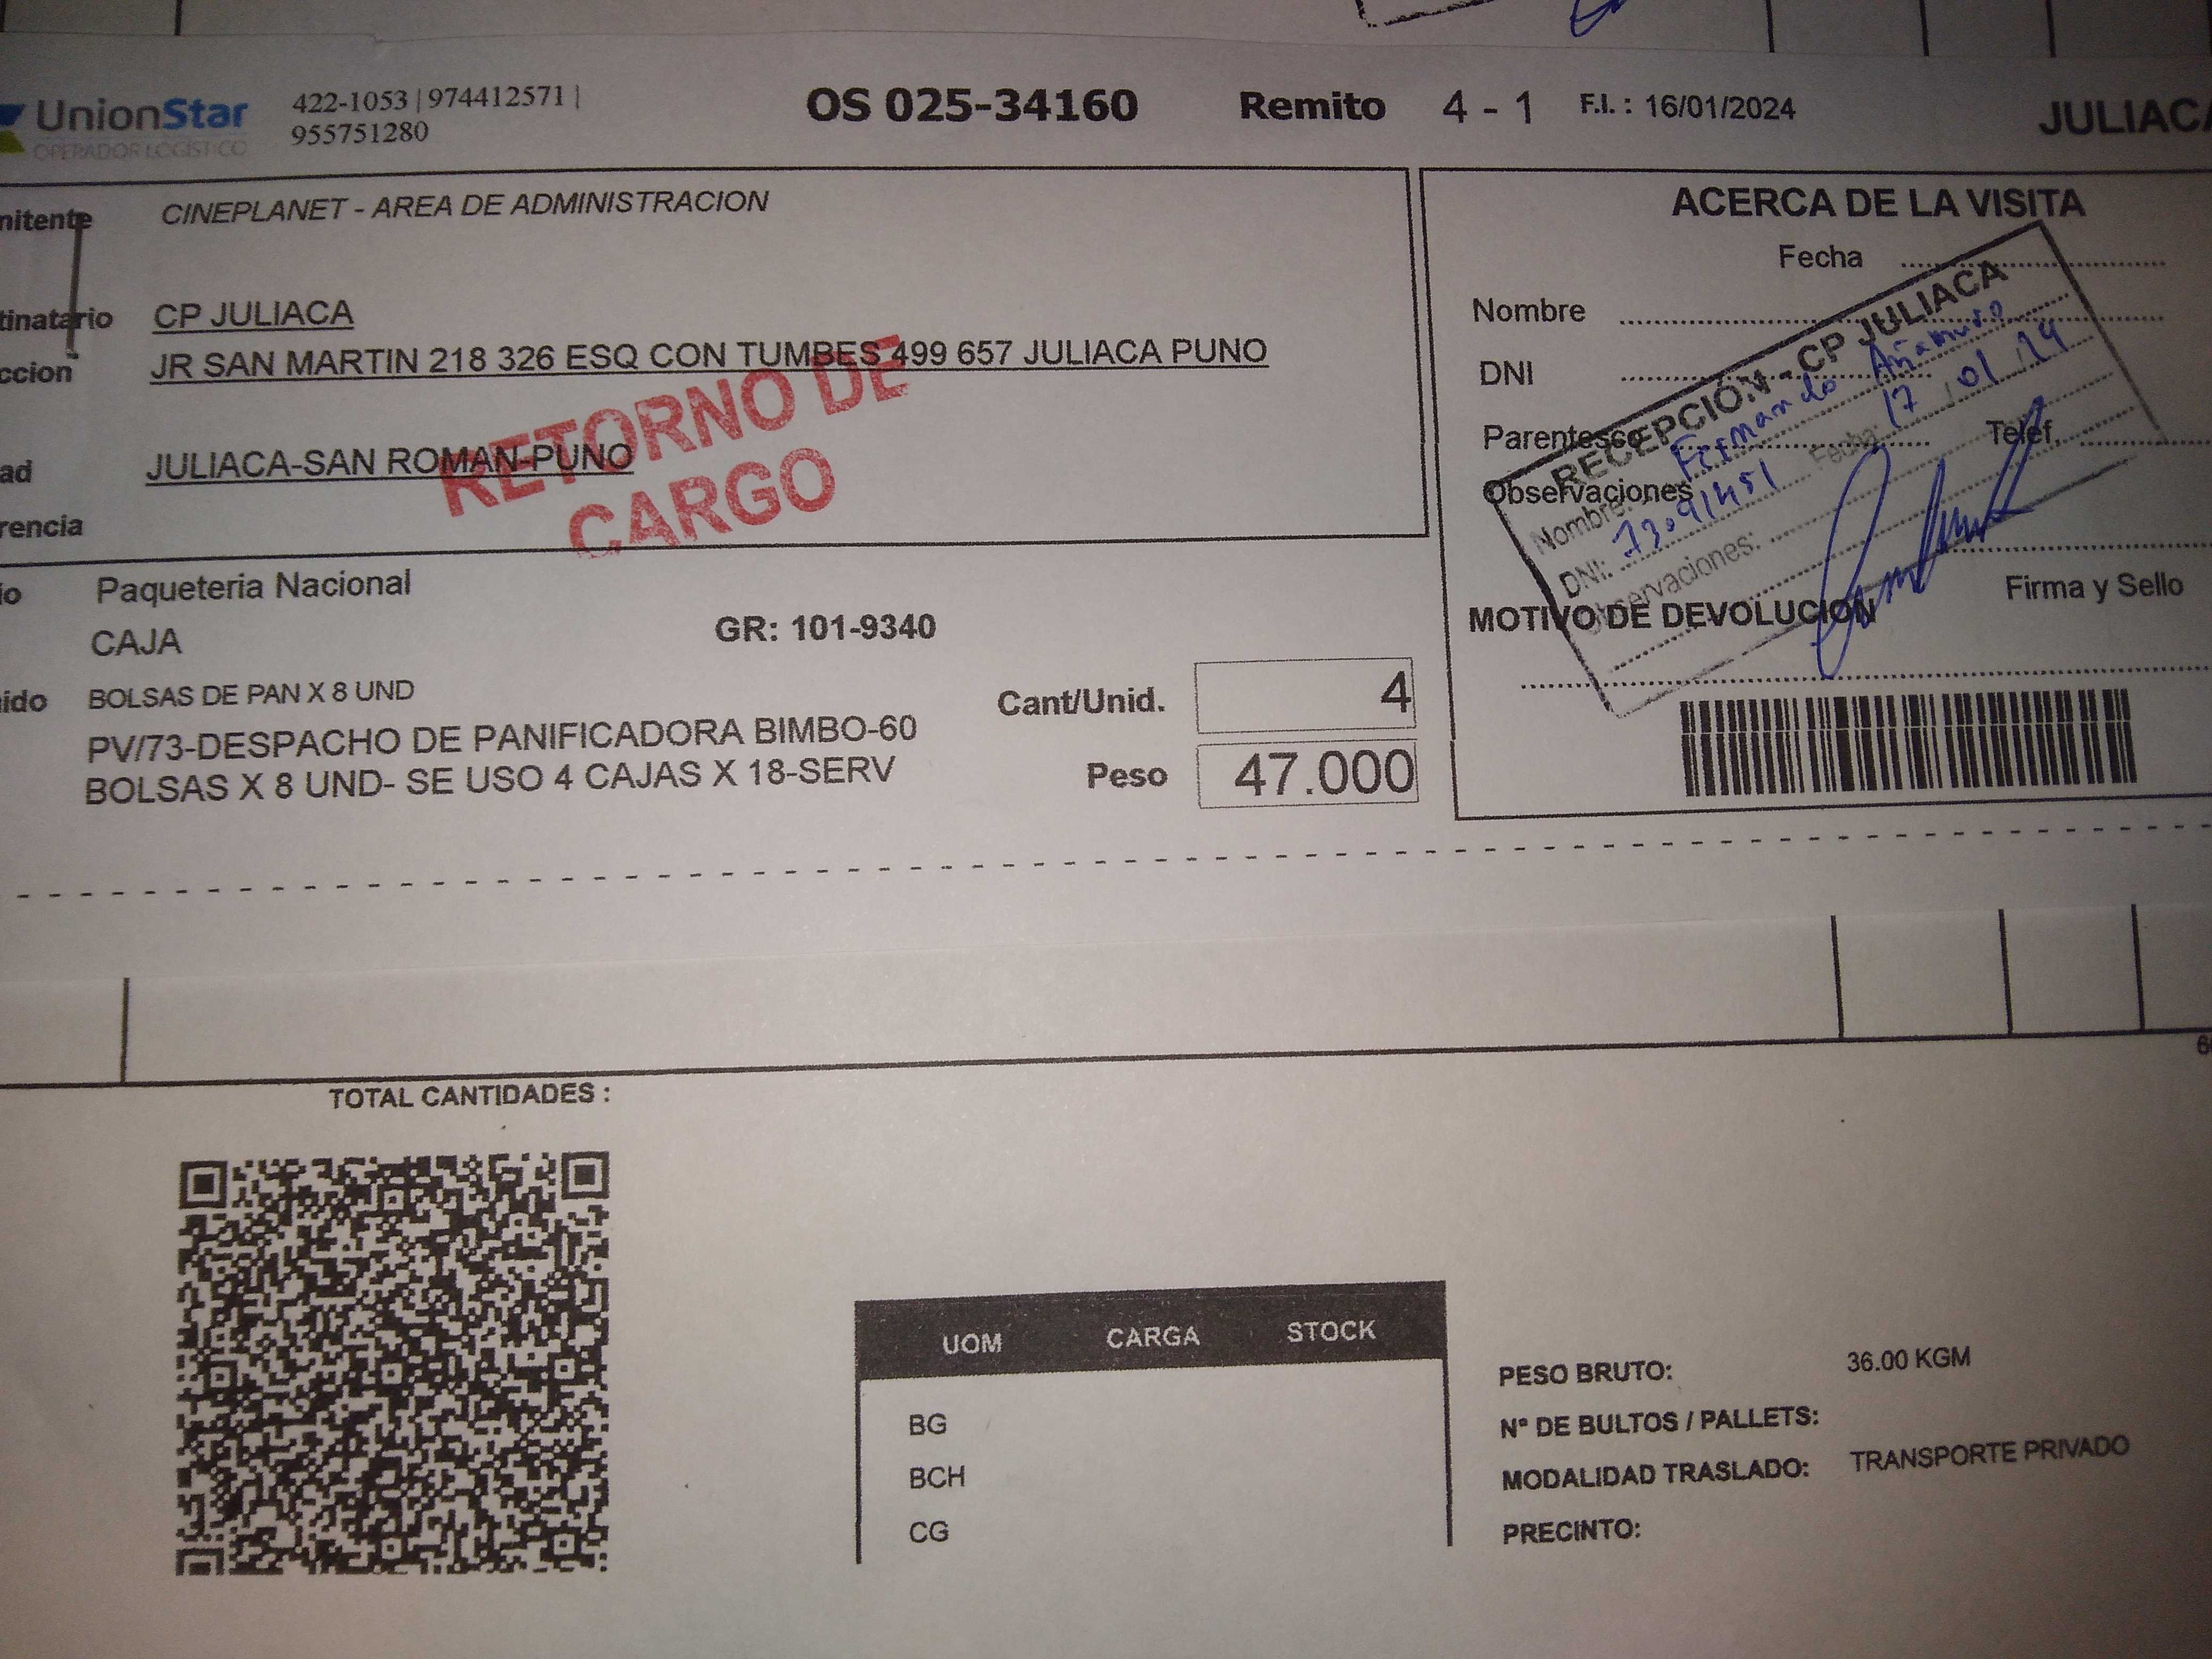 UnionStar
OPERADOR LOGÍSTICO
422-1053 | 974412571 |
955751280
OS 025-34160
Remito 4 - 1
F.I. : 16/01/2024
JULIACA
nitente CINEPLANET - AREA DE ADMINISTRACION
tinatario CP JULIACA
ccion JR SAN MARTIN 218 326 ESQ CON TUMBES 499 657 JULIACA PUNO
ad JULIACA-SAN ROMAN-PUNO
rencia
RETORNO DE
CARGO
io Paqueteria Nacional
CAJA
GR: 101-9340
ido BOLSAS DE PAN X 8 UND
PV/73-DESPACHO DE PANIFICADORA BIMBO-60
BOLSAS X 8 UND- SE USO 4 CAJAS X 18-SERV
Cant/Unid. 4
Peso 47.000
ACERCA DE LA VISITA
Fecha
Nombre
DNI
Parentesco
Telef.
Observaciones
Firma y Sello
MOTIVO DE DEVOLUCION
RECEPCIÓN - CP JULIACA
Nombre: Fernando Añamuro
DNI: 73091451 Fecha: 17 / 01 / 24
Observaciones:
TOTAL CANTIDADES :
UOM CARGA STOCK
BG
BCH
CG
PESO BRUTO: 36.00 KGM
N° DE BULTOS / PALLETS:
MODALIDAD TRASLADO: TRANSPORTE PRIVADO
PRECINTO: